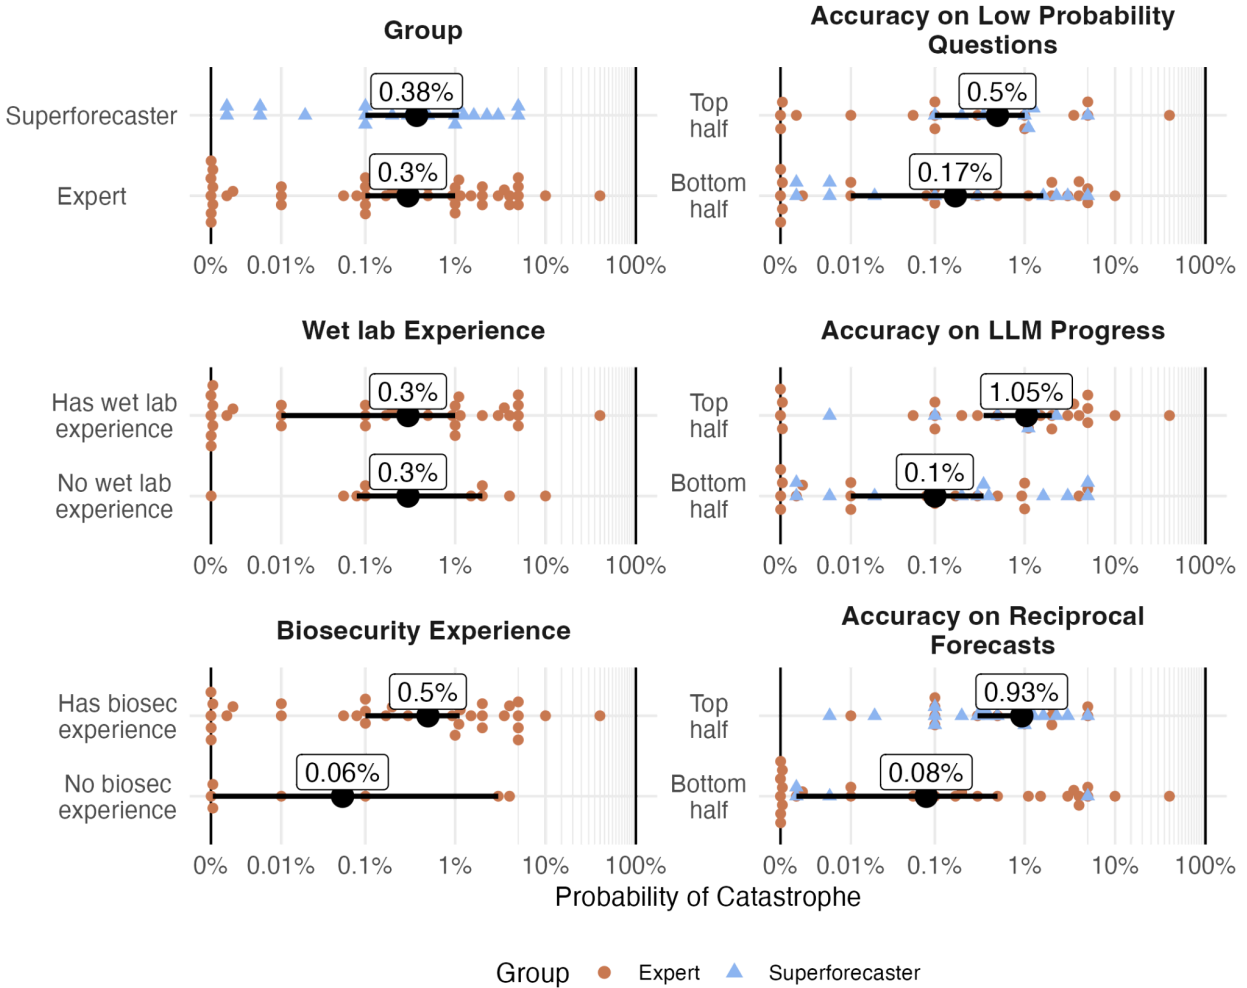 Group
Superforecaster
0.38%
Expert
0.3%
0% 0.01% 0.1% 1% 10% 100%
Accuracy on Low Probability
Questions
Top
half
0.5%
Bottom
half
0.17%
0% 0.01% 0.1% 1% 10% 100%
Wet lab Experience
Has wet lab
experience
0.3%
No wet lab
experience
0.3%
0% 0.01% 0.1% 1% 10% 100%
Accuracy on LLM Progress
Top
half
1.05%
Bottom
half
0.1%
0% 0.01% 0.1% 1% 10% 100%
Biosecurity Experience
Has biosec
experience
0.5%
No biosec
experience
0.06%
0% 0.01% 0.1% 1% 10% 100%
Accuracy on Reciprocal
Forecasts
Top
half
0.93%
Bottom
half
0.08%
0% 0.01% 0.1% 1% 10% 100%
Probability of Catastrophe
Group Expert Superforecaster